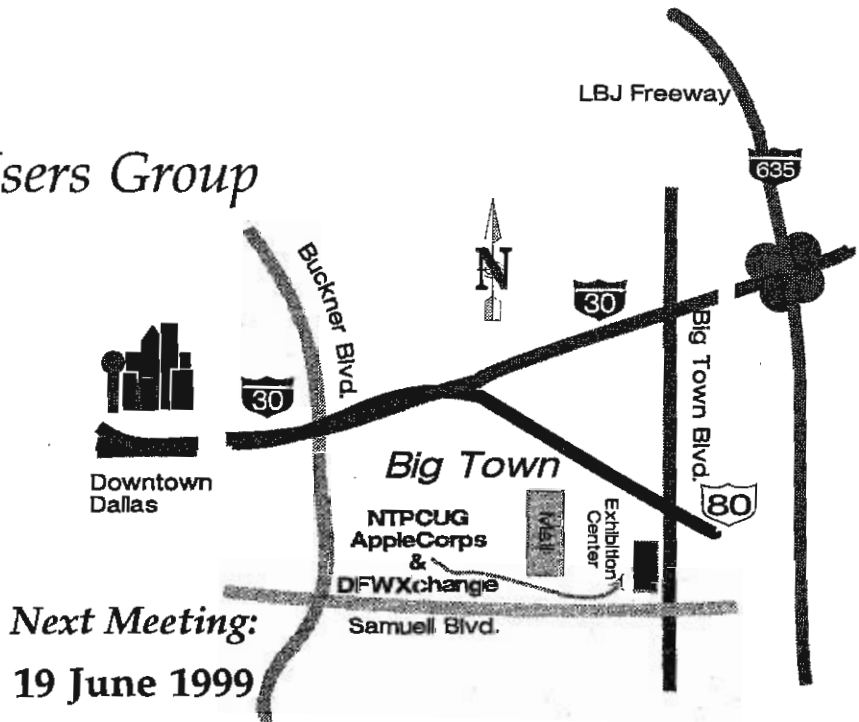 LBJ Freeway
635
sers Group
Buckner Blvd.
N
30
Big Town Blvd.
30
Downtown
Dallas
Big Town
80
NTPCUG
AppleCorps
&
DFWXchange
Mall
Exhibition
Center
Next Meeting:
Samuell Blvd.
19 June 1999